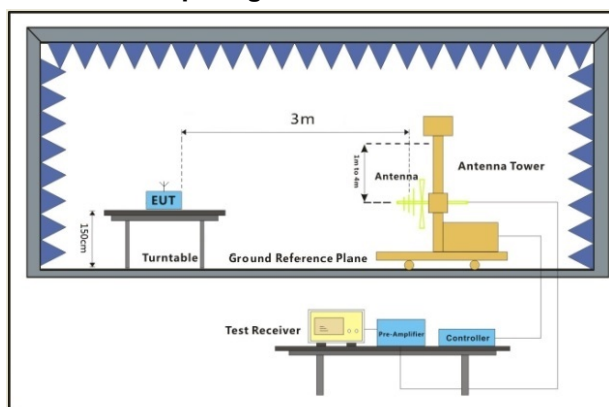 3m
1m to 4m
Antenna
Antenna Tower
EUT
150cm
Turntable
Ground Reference Plane
Test Receiver
Pre-Amplifier
Controller